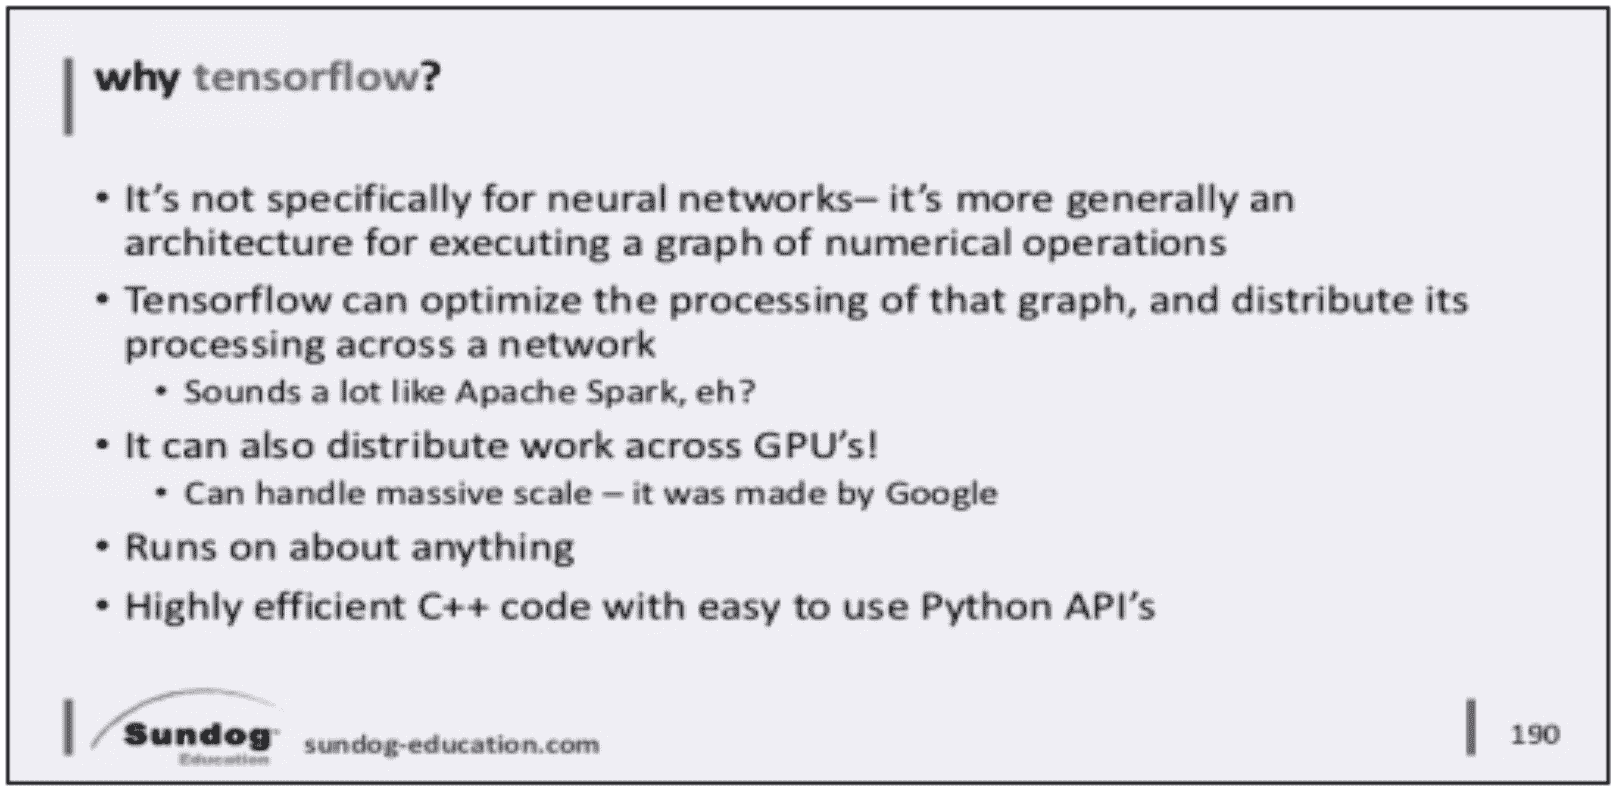 why tensorflow?
• It's not specifically for neural networks– it's more generally an
architecture for executing a graph of numerical operations
• Tensorflow can optimize the processing of that graph, and distribute its
processing across a network
• Sounds a lot like Apache Spark, eh?
• It can also distribute work across GPU's!
• Can handle massive scale – it was made by Google
• Runs on about anything
• Highly efficient C++ code with easy to use Python API's
Sundog
Education
sundog-education.com
190